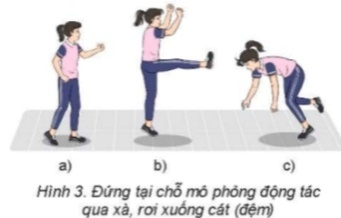 a)
b)
c)
Hình 3. Đứng tại chỗ mô phỏng động tác
qua xà, rơi xuống cát (đệm)